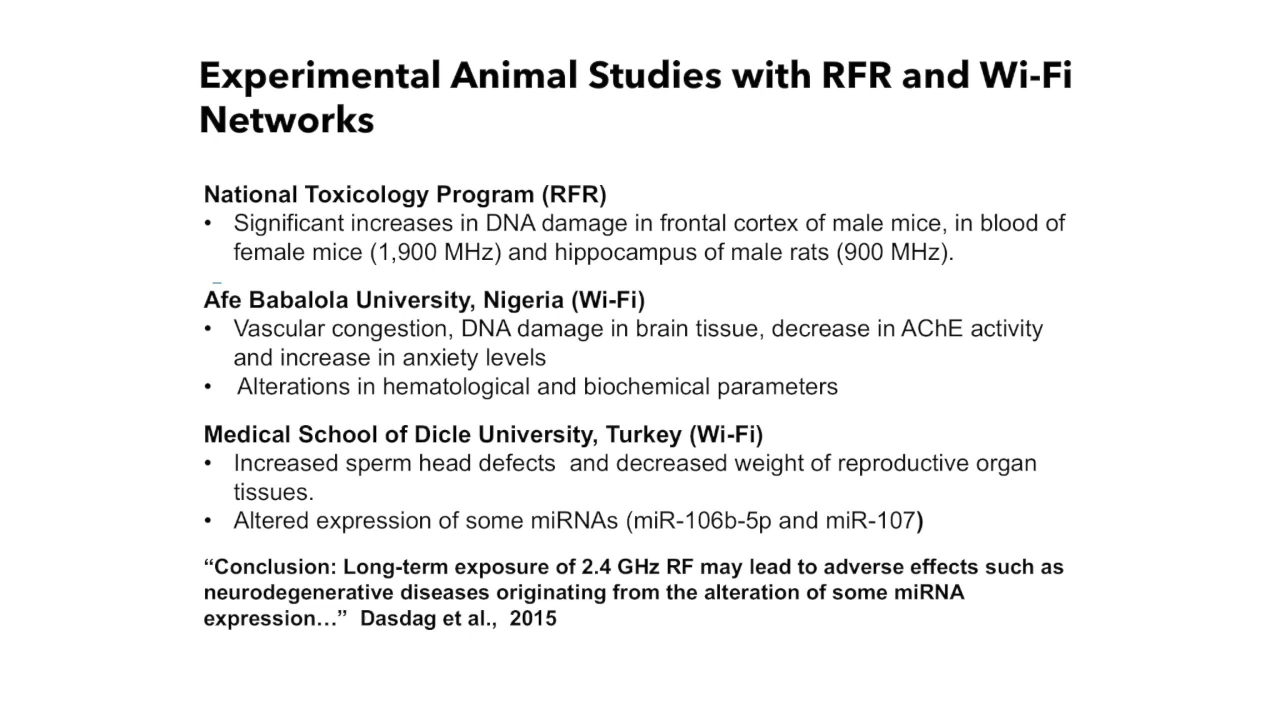 Experimental Animal Studies with RFR and Wi-Fi
Networks
National Toxicology Program (RFR)
• Significant increases in DNA damage in frontal cortex of male mice, in blood of
female mice (1,900 MHz) and hippocampus of male rats (900 MHz).
Afe Babalola University, Nigeria (Wi-Fi)
• Vascular congestion, DNA damage in brain tissue, decrease in AChE activity
and increase in anxiety levels
• Alterations in hematological and biochemical parameters
Medical School of Dicle University, Turkey (Wi-Fi)
• Increased sperm head defects and decreased weight of reproductive organ
tissues.
• Altered expression of some miRNAs (miR-106b-5p and miR-107)
“Conclusion: Long-term exposure of 2.4 GHz RF may lead to adverse effects such as
neurodegenerative diseases originating from the alteration of some miRNA
expression…” Dasdag et al., 2015